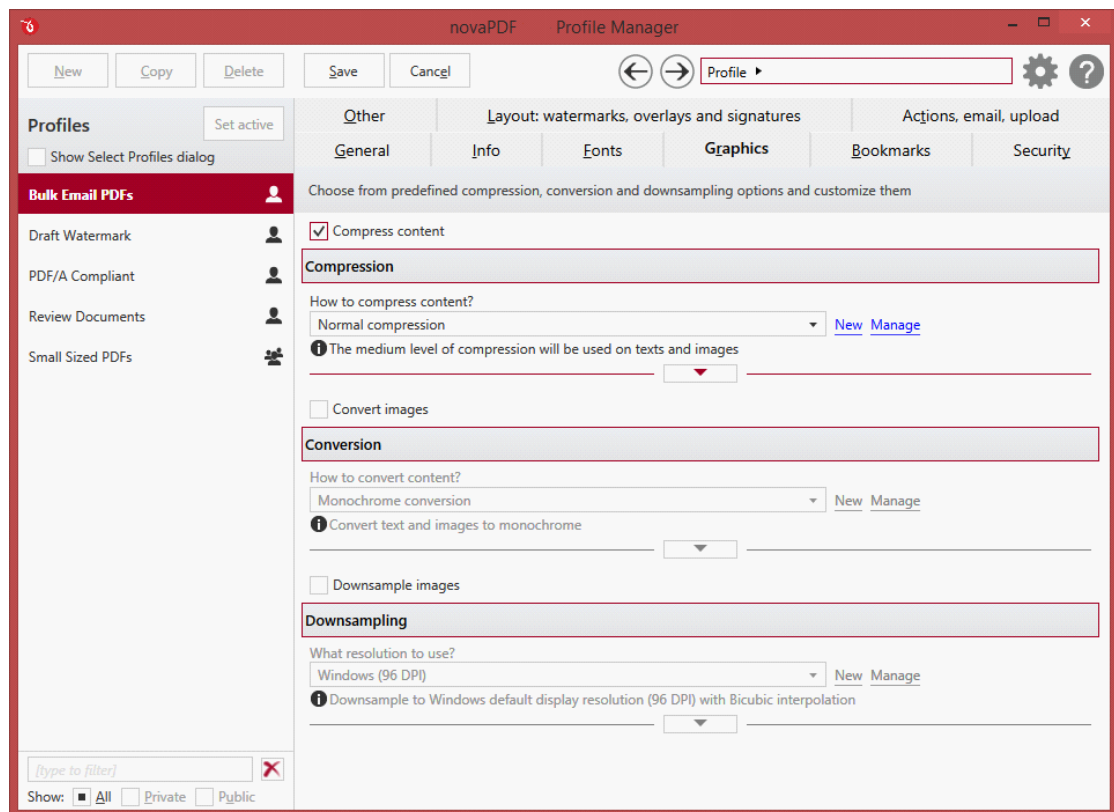 novaPDF Profile Manager
New Copy Delete Save Cancel Profile
Profiles Set active
Show Select Profiles dialog
Bulk Email PDFs
Draft Watermark
PDF/A Compliant
Review Documents
Small Sized PDFs
[type to filter]
Show: All Private Public
Other Layout: watermarks, overlays and signatures Actions, email, upload
General Info Fonts Graphics Bookmarks Security
Choose from predefined compression, conversion and downsampling options and customize them
Compress content
Compression
How to compress content?
Normal compression New Manage
The medium level of compression will be used on texts and images
Convert images
Conversion
How to convert content?
Monochrome conversion New Manage
Convert text and images to monochrome
Downsample images
Downsampling
What resolution to use?
Windows (96 DPI) New Manage
Downsample to Windows default display resolution (96 DPI) with Bicubic interpolation